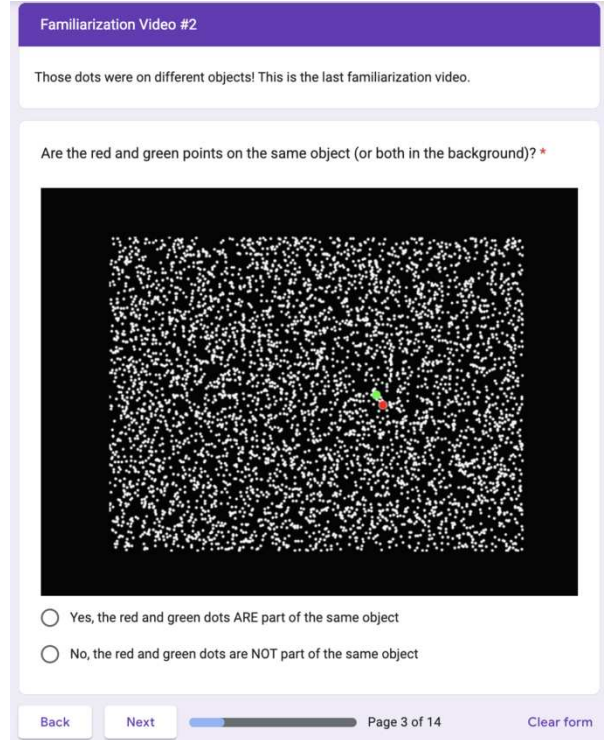 Familiarization Video #2
Those dots were on different objects! This is the last familiarization video.
Are the red and green points on the same object (or both in the background)? *
Yes, the red and green dots ARE part of the same object
No, the red and green dots are NOT part of the same object
Back Next Page 3 of 14 Clear form